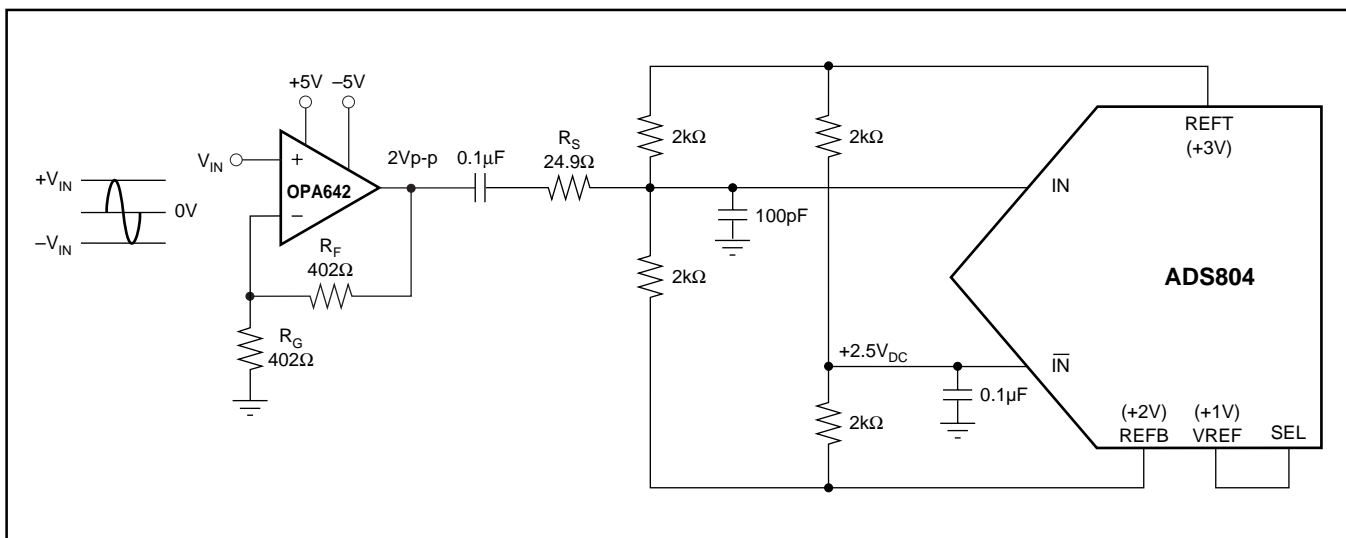 +5V
–5V
REFT
(+3V)
2kΩ
2kΩ
R_S
24.9Ω
0.1µF
2Vp-p
V_IN
+
OPA642
–
+V_IN
0V
–V_IN
IN
100pF
R_F
402Ω
2kΩ
ADS804
R_G
402Ω
+2.5V_DC
I̅N̅
0.1µF
2kΩ
(+2V)
REFB
(+1V)
VREF
SEL